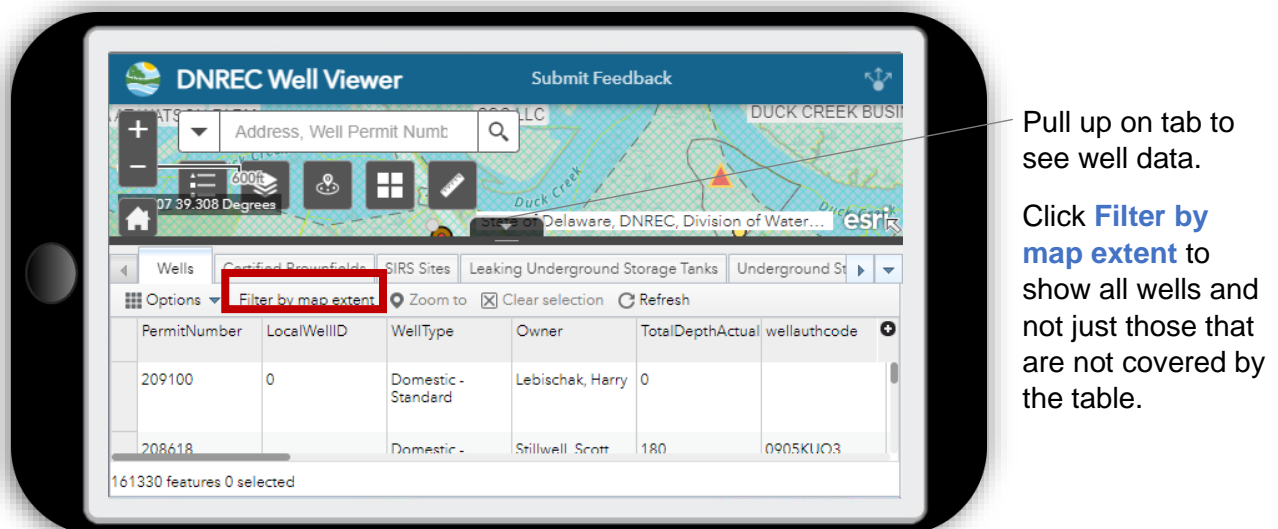 DNREC Well Viewer Submit Feedback
LLC DUCK CREEK BUSI
+ Address, Well Permit Numb
−
600ft
07 39.308 Degrees
Duck Creek
State of Delaware, DNREC, Division of Water... esri
Wells Certified Brownfields SIRS Sites Leaking Underground Storage Tanks Underground St
Options Filter by map extent Zoom to Clear selection Refresh
PermitNumber LocalWellID WellType Owner TotalDepthActual wellauthcode
209100 0 Domestic - Lebischak, Harry 0
Standard
208618 Domestic - Stillwell, Scott 180 0905KUO3
161330 features 0 selected
Pull up on tab to
see well data.
Click Filter by
map extent to
show all wells and
not just those that
are not covered by
the table.